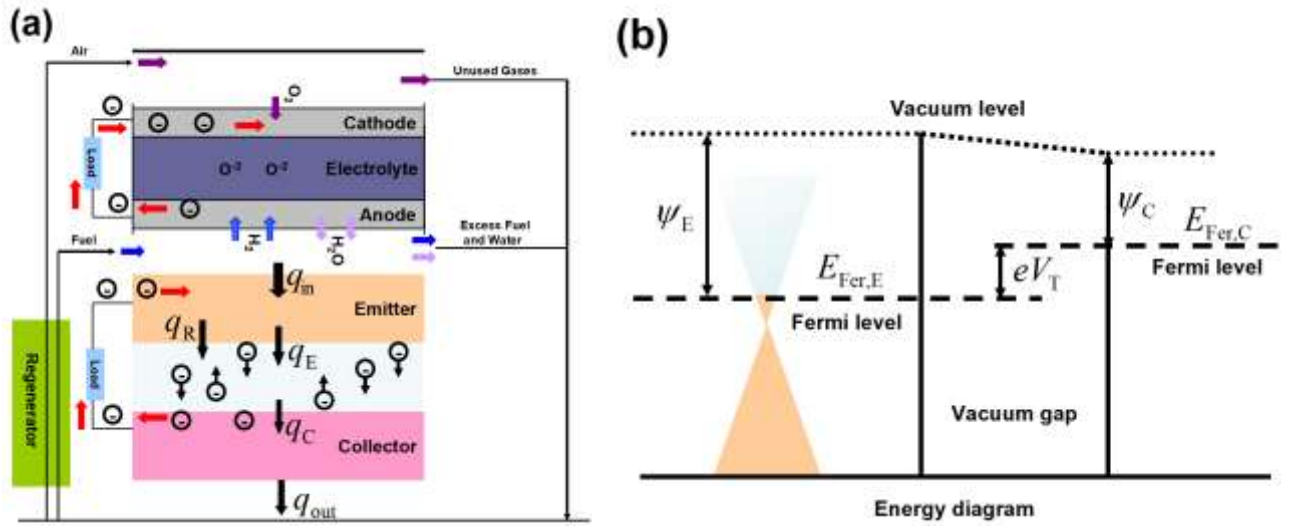 (a)
Air
Unused Gases
O₂
Cathode
Load
O⁻² O⁻²
Electrolyte
Anode
Fuel
H₂
H₂O
Excess Fuel
and Water
q_in
Emitter
q_R
q_E
Regenerator
Load
q_C
Collector
q_out
(b)
Vacuum level
ψ_E
ψ_C
E_Fer,C
Fermi level
E_Fer,E
eV_T
Fermi level
Vacuum gap
Energy diagram